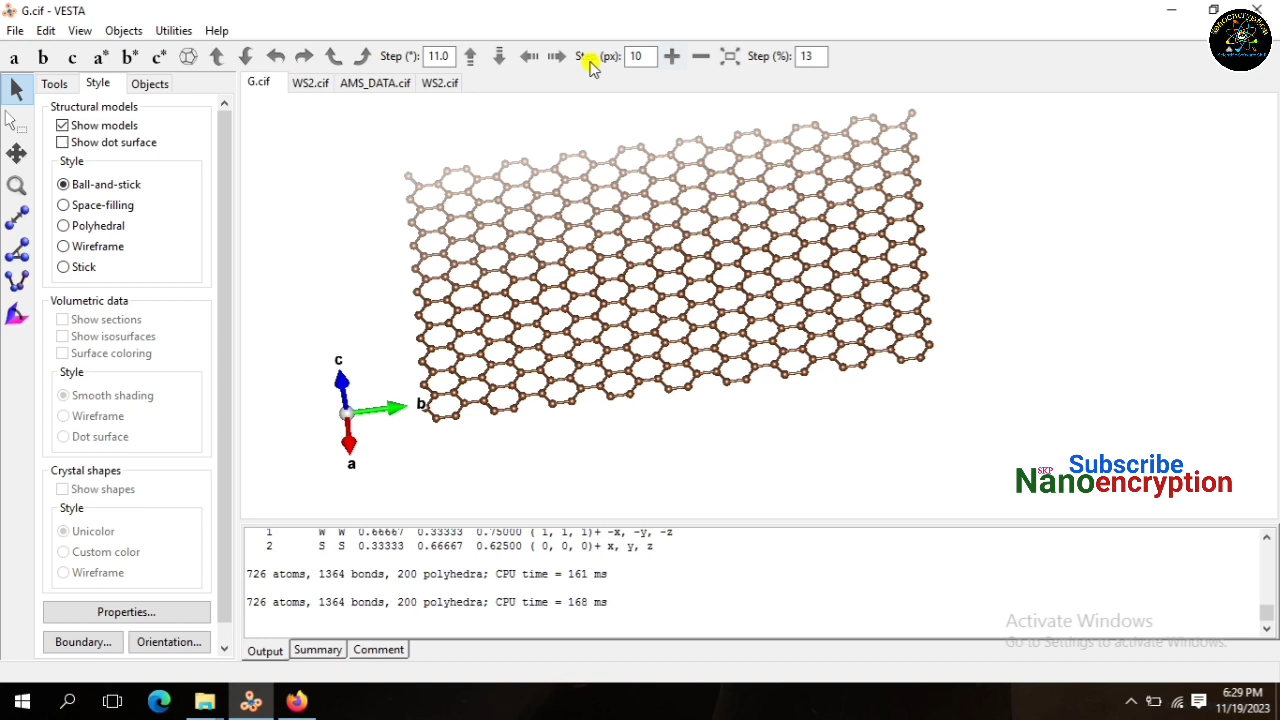 G.cif - VESTA
File Edit View Objects Utilities Help
a b c a* b* c* Step (°): 11.0 Step (px): 10 Step (%): 13
Tools Style Objects
G.cif WS2.cif AMS_DATA.cif WS2.cif
Structural models
Show models
Show dot surface
Style
Ball-and-stick
Space-filling
Polyhedral
Wireframe
Stick
Volumetric data
Show sections
Show isosurfaces
Surface coloring
Style
Smooth shading
Wireframe
Dot surface
Crystal shapes
Show shapes
Style
Unicolor
Custom color
Wireframe
Properties...
Boundary... Orientation...
c
b
a
Subscribe
SKP
Nanoencryption
1 W W 0.66667 0.33333 0.75000 ( 1, 1, 1)+ -x, -y, -z
2 S S 0.33333 0.66667 0.62500 ( 0, 0, 0)+ x, y, z
726 atoms, 1364 bonds, 200 polyhedra; CPU time = 161 ms
726 atoms, 1364 bonds, 200 polyhedra; CPU time = 168 ms
Activate Windows
Go to Settings to activate Windows.
Output Summary Comment
6:29 PM
11/19/2023